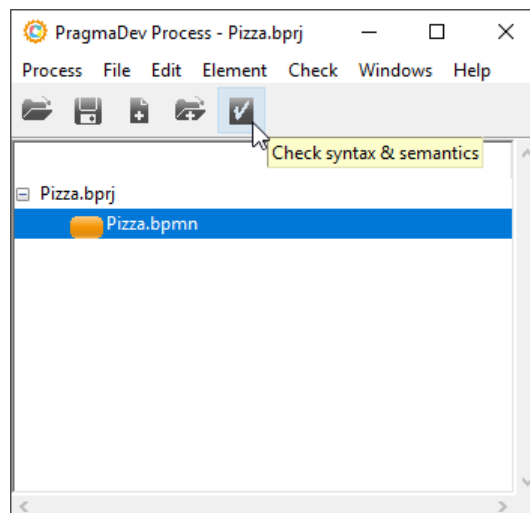 PragmaDev Process - Pizza.bprj
Process File Edit Element Check Windows Help
Check syntax & semantics
Pizza.bprj
Pizza.bpmn